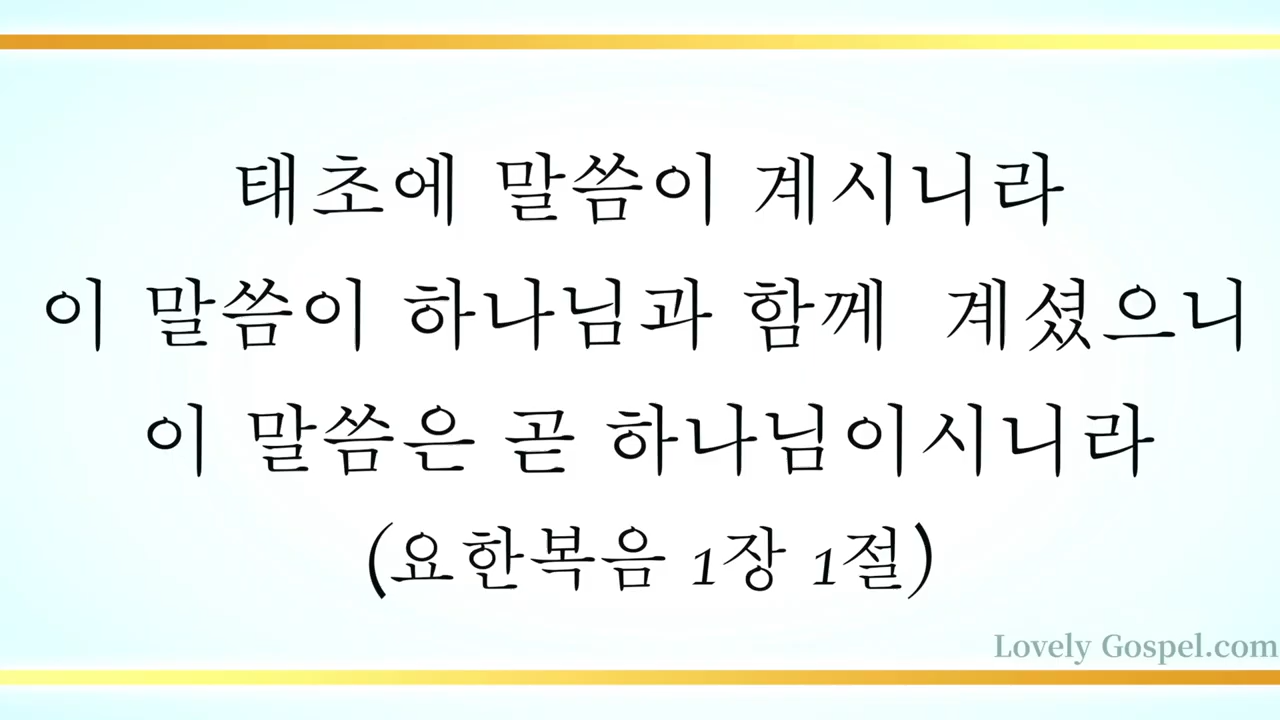 태초에 말씀이 계시니라
이 말씀이 하나님과 함께 계셨으니
이 말씀은 곧 하나님이시니라
(요한복음 1장 1절)
Lovely Gospel.com